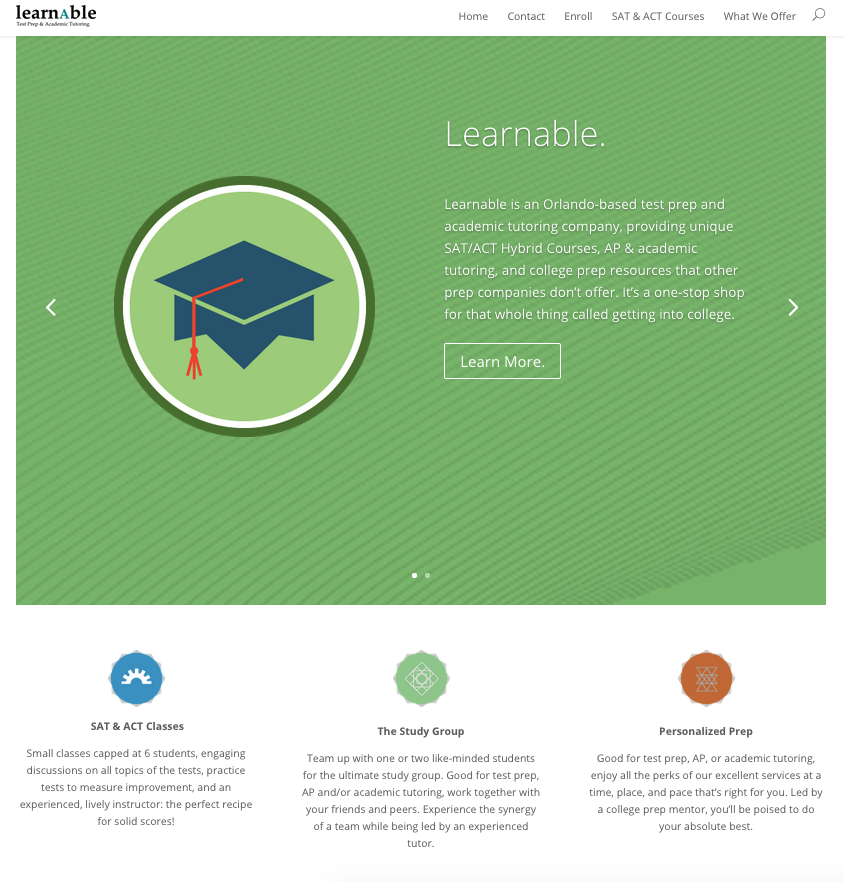 learnAble
Test Prep & Academic Tutoring
Home Contact Enroll SAT & ACT Courses What We Offer
Learnable.
Learnable is an Orlando-based test prep and
academic tutoring company, providing unique
SAT/ACT Hybrid Courses, AP & academic
tutoring, and college prep resources that other
prep companies don’t offer. It’s a one-stop shop
for that whole thing called getting into college.
Learn More.
SAT & ACT Classes
Small classes capped at 6 students, engaging
discussions on all topics of the tests, practice
tests to measure improvement, and an
experienced, lively instructor: the perfect recipe
for solid scores!
The Study Group
Team up with one or two like-minded students
for the ultimate study group. Good for test prep,
AP and/or academic tutoring, work together with
your friends and peers. Experience the synergy
of a team while being led by an experienced
tutor.
Personalized Prep
Good for test prep, AP, or academic tutoring,
enjoy all the perks of our excellent services at a
time, place, and pace that’s right for you. Led by
a college prep mentor, you’ll be poised to do
your absolute best.